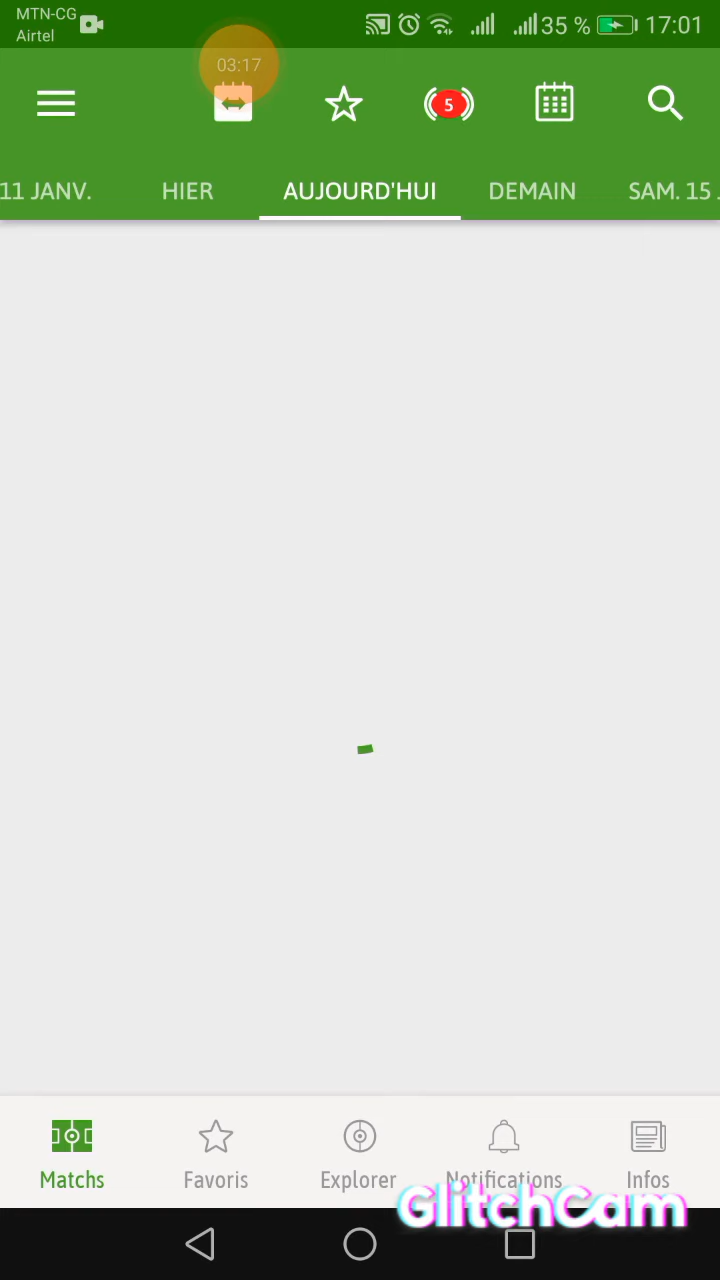 MTN-CG
Airtel
35 % 17:01
03:17
5
11 JANV. HIER AUJOURD'HUI DEMAIN SAM. 15
Matchs Favoris Explorer Notifications Infos
GlitchCam